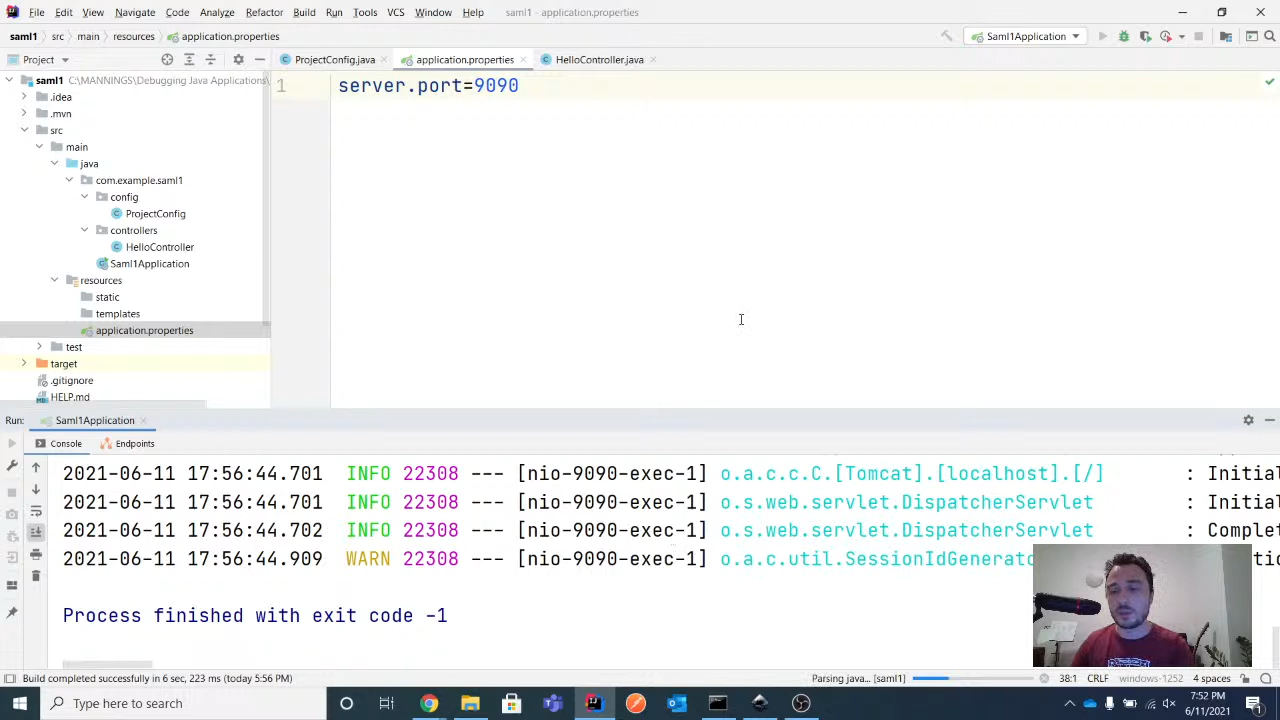 File Edit View Navigate Code Analyze Refactor Build Run Tools VCS Window Help saml1 - application.properties
saml1 src main resources application.properties Saml1Application
Project ProjectConfig.java application.properties HelloController.java
saml1 C:\MANNINGS\Debugging Java Applications\
1 server.port=9090
.idea
.mvn
src
main
java
com.example.saml1
config
ProjectConfig
controllers
HelloController
Saml1Application
resources
static
templates
application.properties
test
target
.gitignore
HELP.md
Run: Saml1Application
Console Endpoints
2021-06-11 17:56:44.701 INFO 22308 --- [nio-9090-exec-1] o.a.c.c.C.[Tomcat].[localhost].[/] : Initial
2021-06-11 17:56:44.701 INFO 22308 --- [nio-9090-exec-1] o.s.web.servlet.DispatcherServlet : Initial
2021-06-11 17:56:44.702 INFO 22308 --- [nio-9090-exec-1] o.s.web.servlet.DispatcherServlet : Complet
2021-06-11 17:56:44.909 WARN 22308 --- [nio-9090-exec-1] o.a.c.util.SessionIdGenerato
Process finished with exit code -1
Build completed successfully in 6 sec, 223 ms (today 5:56 PM) Parsing java... [saml1] 38:1 CRLF windows-1252 4 spaces
Type here to search
7:52 PM
6/11/2021